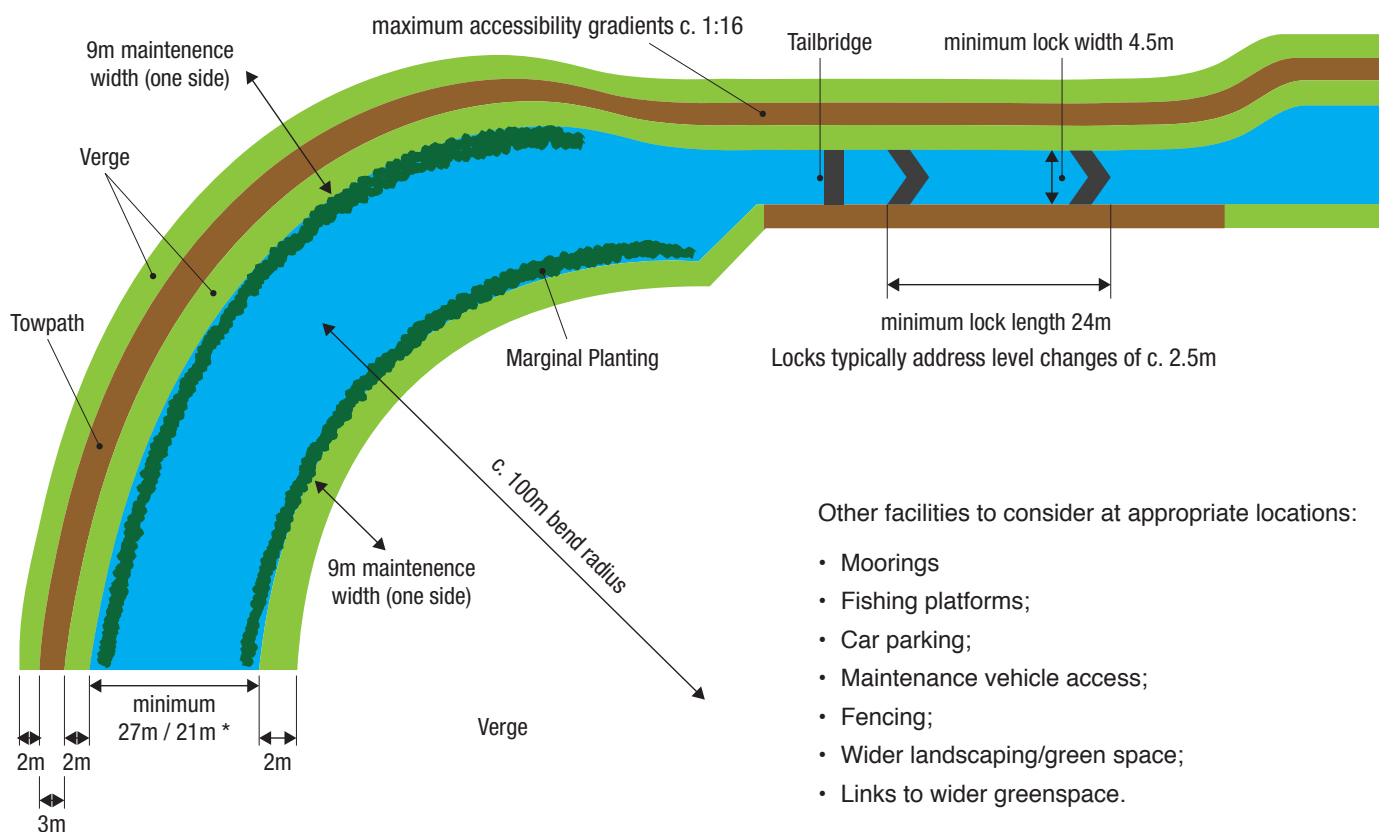 maximum accessibility gradients c. 1:16
9m maintenence
width (one side)
Tailbridge
minimum lock width 4.5m
Verge
Towpath
Marginal Planting
minimum lock length 24m
Locks typically address level changes of c. 2.5m
c. 100m bend radius
9m maintenence
width (one side)
minimum
27m / 21m *
Verge
2m
2m
2m
3m
Other facilities to consider at appropriate locations:
• Moorings
• Fishing platforms;
• Car parking;
• Maintenance vehicle access;
• Fencing;
• Wider landscaping/green space;
• Links to wider greenspace.